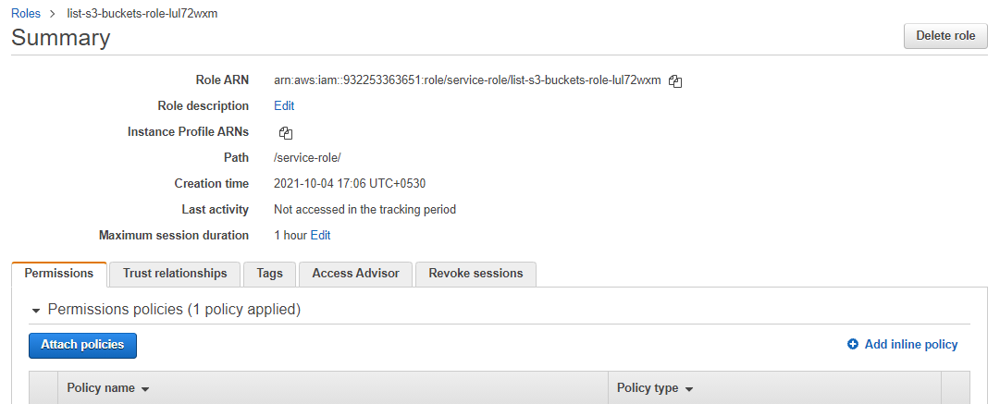 Roles > list-s3-buckets-role-lul72wxm
Summary
Delete role
Role ARN arn:aws:iam::932253363651:role/service-role/list-s3-buckets-role-lul72wxm
Role description Edit
Instance Profile ARNs
Path /service-role/
Creation time 2021-10-04 17:06 UTC+0530
Last activity Not accessed in the tracking period
Maximum session duration 1 hour Edit
Permissions Trust relationships Tags Access Advisor Revoke sessions
Permissions policies (1 policy applied)
Attach policies Add inline policy
Policy name Policy type